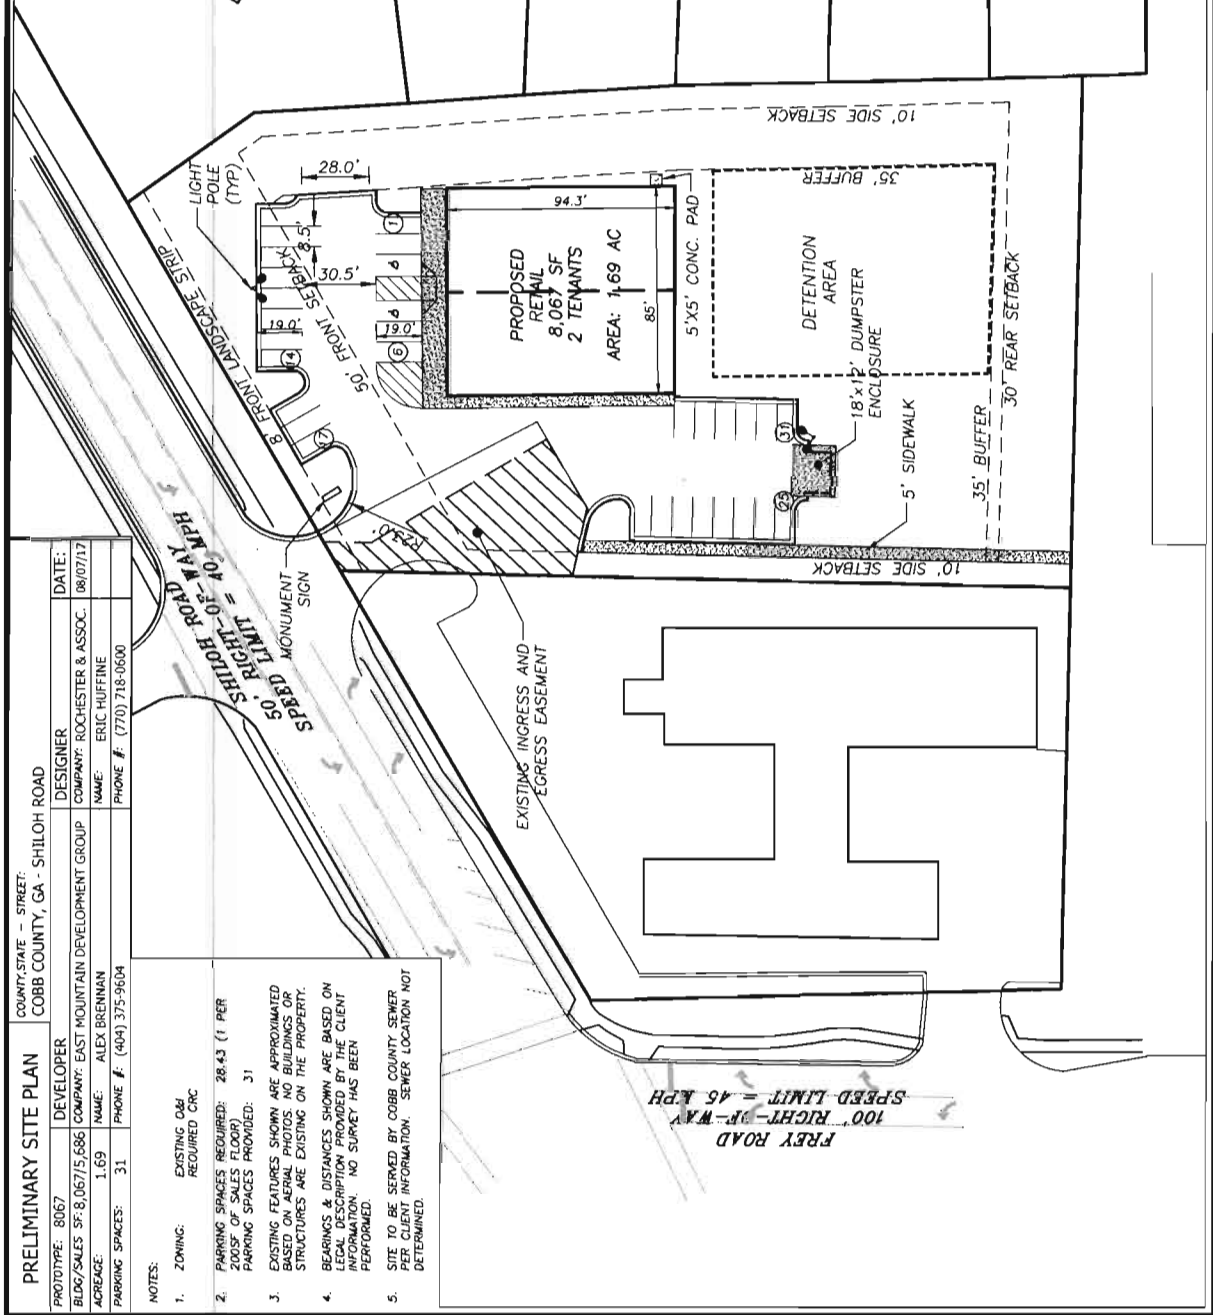 PRELIMINARY SITE PLAN
COUNTY,STATE - STREET:
COBB COUNTY, GA - SHILOH ROAD
PROTOTYPE: 8067
DEVELOPER
DESIGNER
DATE:
BLDG/SALES SF: 8,067/5,686
COMPANY: EAST MOUNTAIN DEVELOPMENT GROUP
COMPANY: ROCHESTER & ASSOC.
08/07/17
ACREAGE: 1.69
NAME: ALEX BRENNAN
NAME: ERIC HUFFINE
PARKING SPACES: 31
PHONE #: (404) 375-9604
PHONE #: (770) 718-0600
NOTES:
1. ZONING: EXISTING O&I
REQUIRED CRC
2. PARKING SPACES REQUIRED: 28.43 (1 PER
200SF OF SALES FLOOR)
PARKING SPACES PROVIDED: 31
3. EXISTING FEATURES SHOWN ARE APPROXIMATED
BASED ON AERIAL PHOTOS. NO BUILDINGS OR
STRUCTURES ARE EXISTING ON THE PROPERTY.
4. BEARINGS & DISTANCES SHOWN ARE BASED ON
LEGAL DESCRIPTION PROVIDED BY THE CLIENT
INFORMATION. NO SURVEY HAS BEEN
PERFORMED.
5. SITE TO BE SERVED BY COBB COUNTY SEWER
PER CLIENT INFORMATION. SEWER LOCATION NOT
DETERMINED.
SHILOH ROAD
50' RIGHT-OF-WAY
SPEED LIMIT = 40 MPH
MONUMENT
SIGN
8' FRONT LANDSCAPE STRIP
50' FRONT SETBACK
LIGHT
POLE
(TYP)
28.0'
8.5'
30.5'
19.0'
19.0'
14
17
1
6
R23.0'
94.3'
PROPOSED
RETAIL
8,067 SF
2 TENANTS
AREA: 1.69 AC
85'
5'X5' CONC. PAD
10' SIDE SETBACK
35' BUFFER
DETENTION
AREA
18'x12' DUMPSTER
ENCLOSURE
31
25
5' SIDEWALK
35' BUFFER
30' REAR SETBACK
10' SIDE SETBACK
EXISTING INGRESS AND
EGRESS EASEMENT
FREY ROAD
100' RIGHT-OF-WAY
SPEED LIMIT = 45 MPH